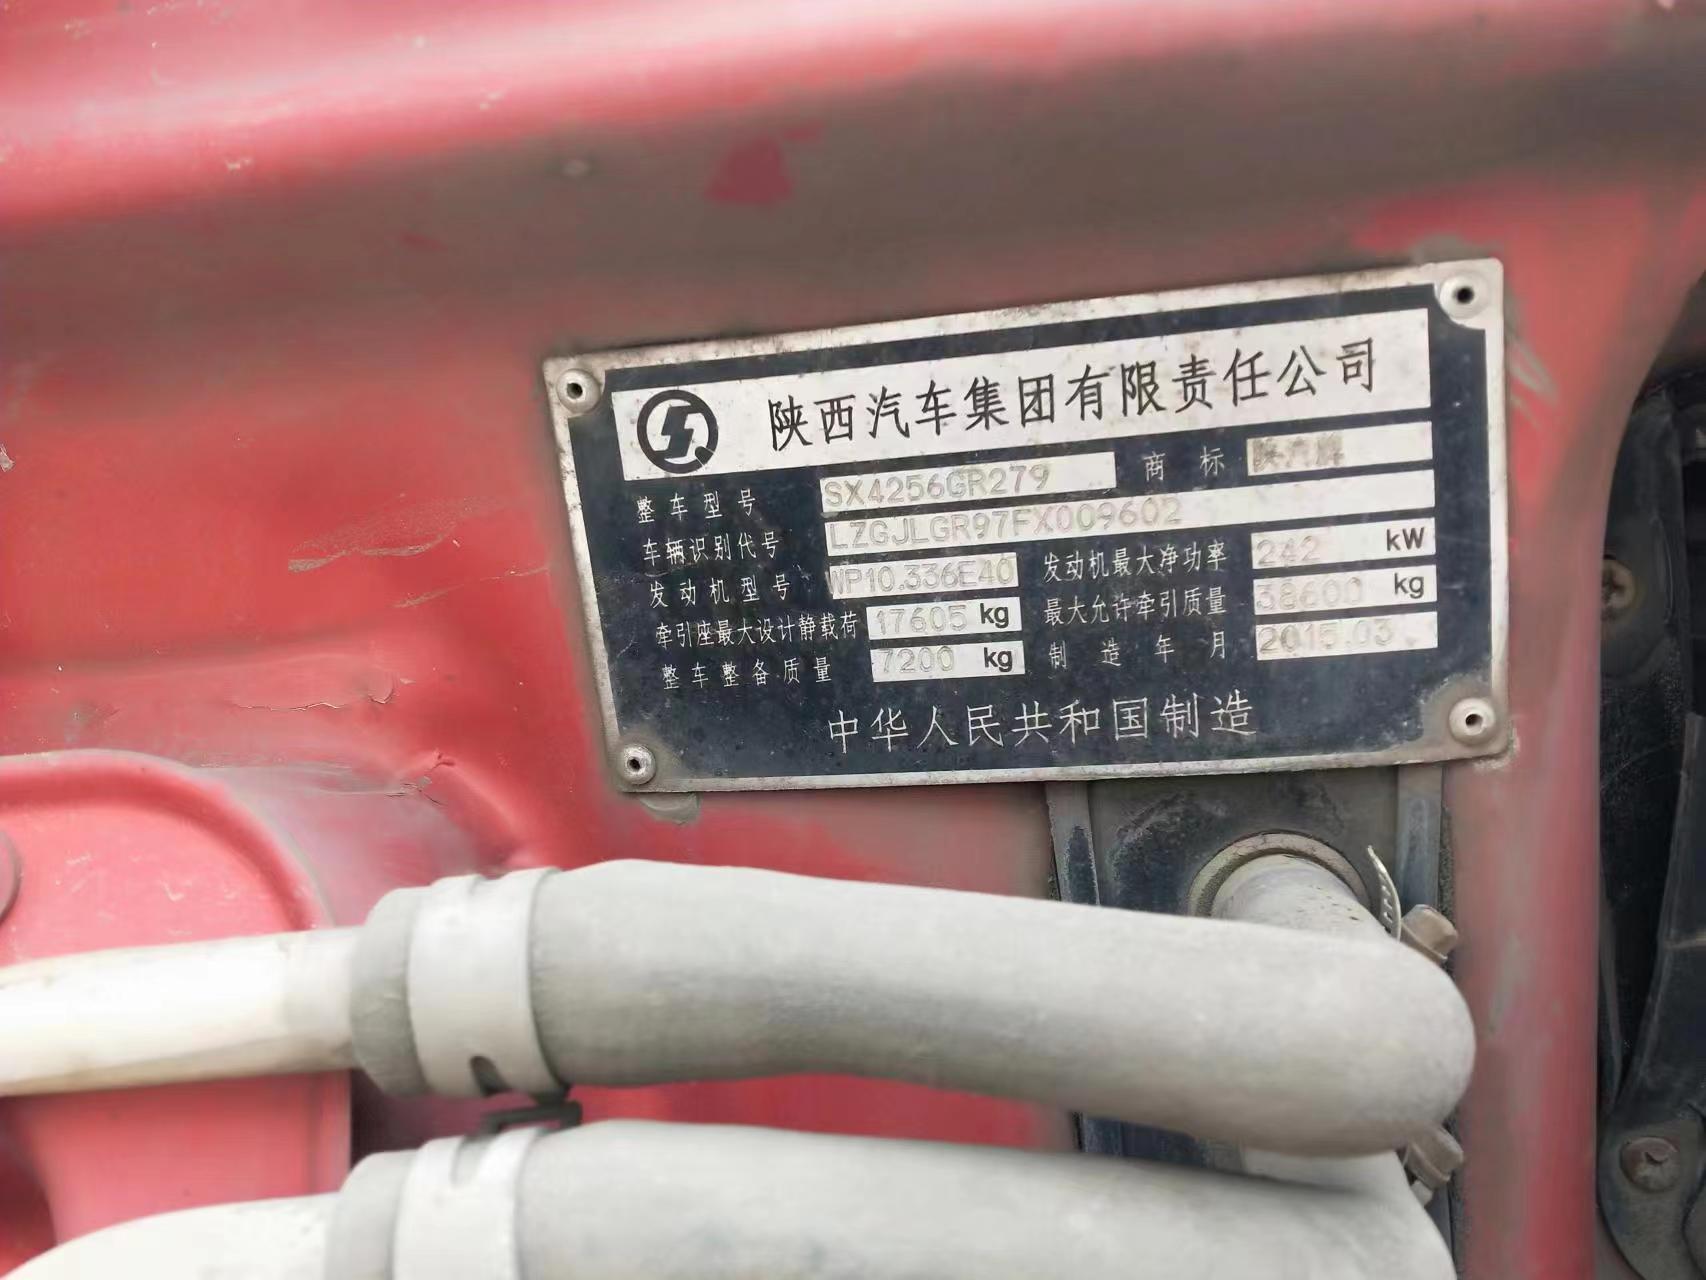 陕西汽车集团有限责任公司
整车型号 SX4256GR279 商标 陕汽牌
车辆识别代号 LZGJLGR97FX009602
发动机型号 WP10.336E40 发动机最大净功率 242 kW
牵引座最大设计静载荷 17605 kg 最大允许牵引质量 38600 kg
整车整备质量 7200 kg 制造年月 2015.03
中华人民共和国制造